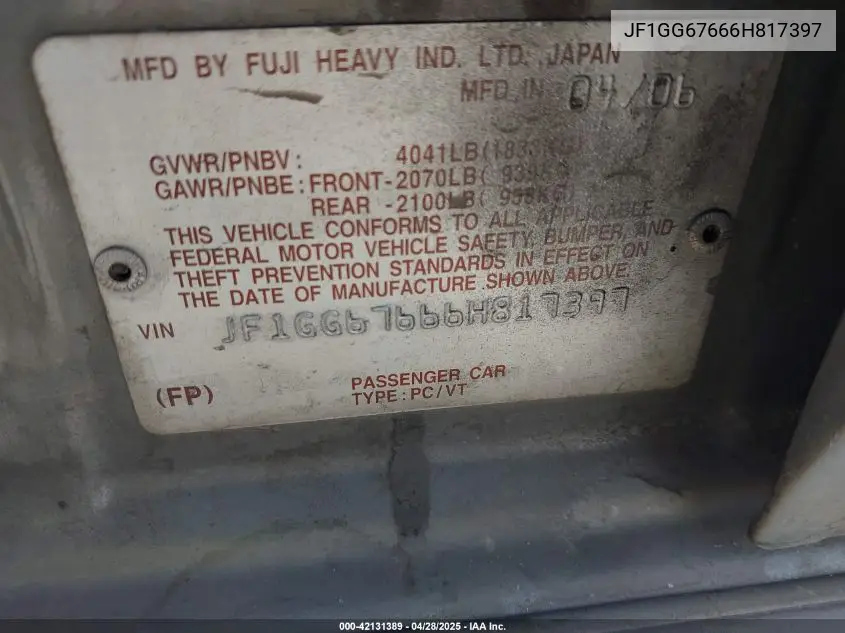 JF1GG67666H817397
MFD BY FUJI HEAVY IND. LTD. JAPAN
MFD. IN 04/06
GVWR/PNBV: 4041LB(1833KG)
GAWR/PNBE: FRONT-2070LB( 939KG)
REAR -2100LB( 953KG)
THIS VEHICLE CONFORMS TO ALL APPLICABLE
FEDERAL MOTOR VEHICLE SAFETY, BUMPER, AND
THEFT PREVENTION STANDARDS IN EFFECT ON
THE DATE OF MANUFACTURE SHOWN ABOVE.
VIN JF1GG67666H817397
(FP)
PASSENGER CAR
TYPE: PC/VT
000-42131389 - 04/28/2025 - IAA Inc.